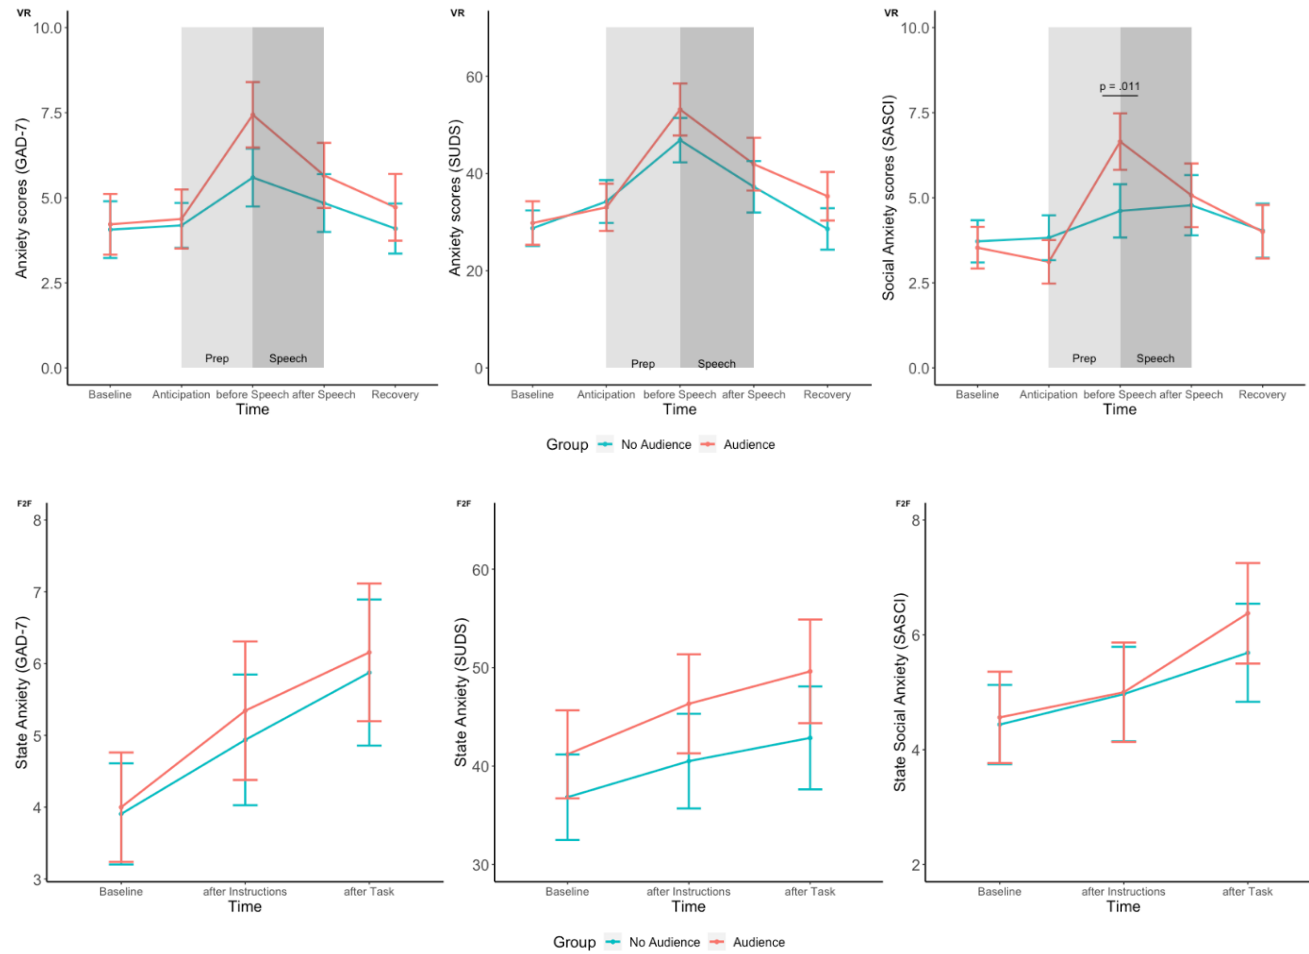 VR
Anxiety scores (GAD-7)
10.0
7.5
5.0
2.5
0.0
Prep
Speech
Baseline
Anticipation
before Speech
after Speech
Recovery
Time
VR
Anxiety scores (SUDS)
60
40
20
0
Prep
Speech
Baseline
Anticipation
before Speech
after Speech
Recovery
Time
VR
Social Anxiety scores (SASCI)
10.0
7.5
5.0
2.5
0.0
p = .011
Prep
Speech
Baseline
Anticipation
before Speech
after Speech
Recovery
Time
Group No Audience Audience
F2F
State Anxiety (GAD-7)
8
7
6
5
4
3
Baseline
after Instructions
after Task
Time
F2F
State Anxiety (SUDS)
60
50
40
30
Baseline
after Instructions
after Task
Time
F2F
State Social Anxiety (SASCI)
8
6
4
2
Baseline
after Instructions
after Task
Time
Group No Audience Audience